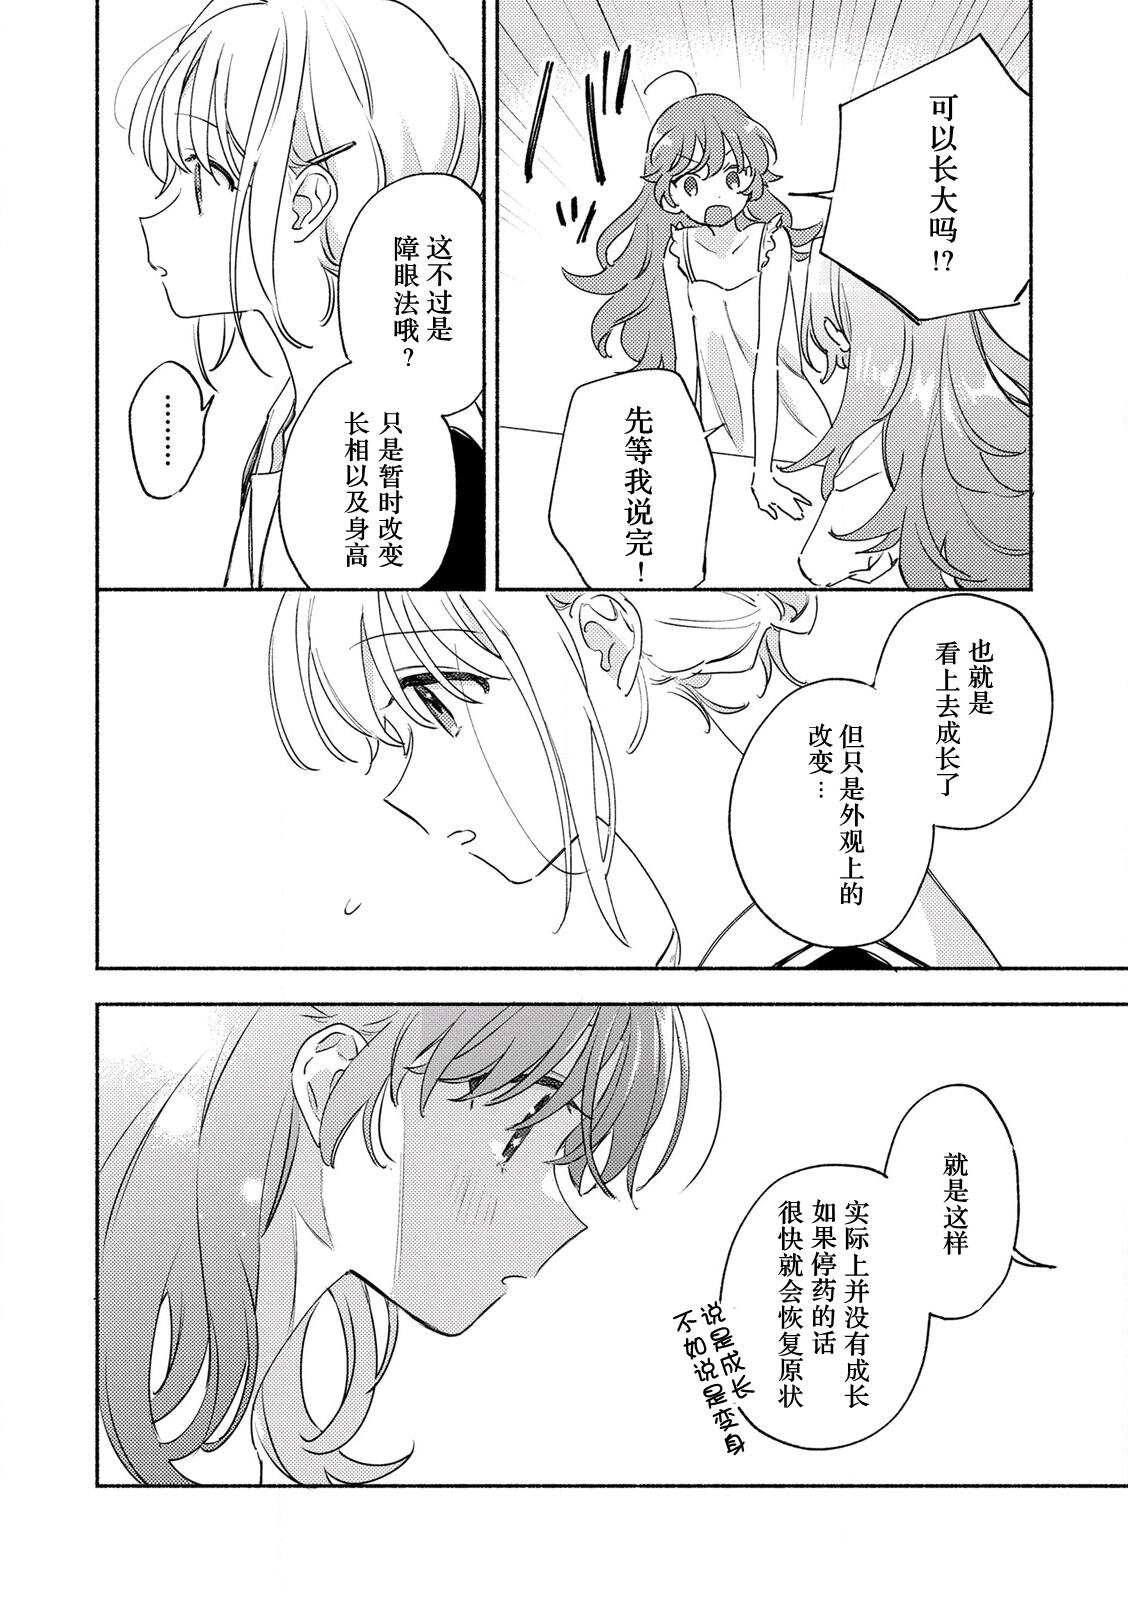 可以长大吗!?
先等我说完！
这不过是
障眼法哦？
只是暂时改变
长相以及身高
………
也就是
看上去成长了
但只是外观上的
改变…
就是这样
实际上并没有成长
如果停药的话
很快就会恢复原状
说是成长
不如说是变身